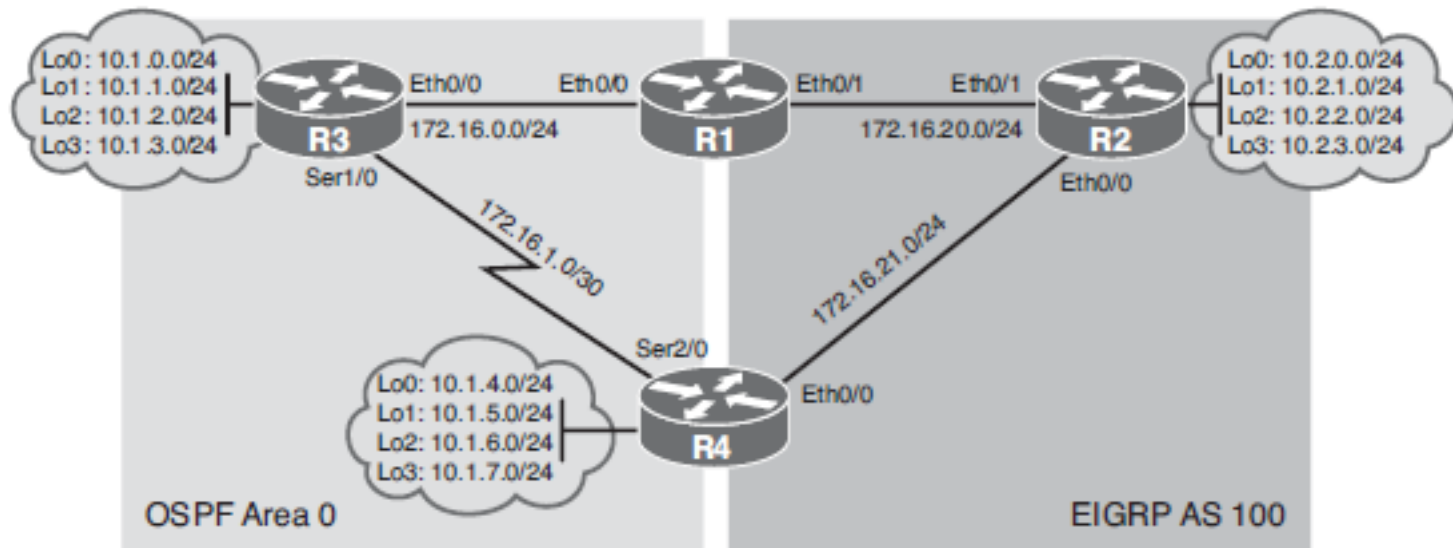 Lo0: 10.1.0.0/24
Lo1: 10.1.1.0/24
Lo2: 10.1.2.0/24
Lo3: 10.1.3.0/24
R3
Eth0/0
172.16.0.0/24
Ser1/0
Eth0/0
R1
Eth0/1
Eth0/1
172.16.20.0/24
R2
Eth0/0
Lo0: 10.2.0.0/24
Lo1: 10.2.1.0/24
Lo2: 10.2.2.0/24
Lo3: 10.2.3.0/24
172.16.1.0/30
172.16.21.0/24
Ser2/0
Lo0: 10.1.4.0/24
Lo1: 10.1.5.0/24
Lo2: 10.1.6.0/24
Lo3: 10.1.7.0/24
R4
Eth0/0
OSPF Area 0
EIGRP AS 100